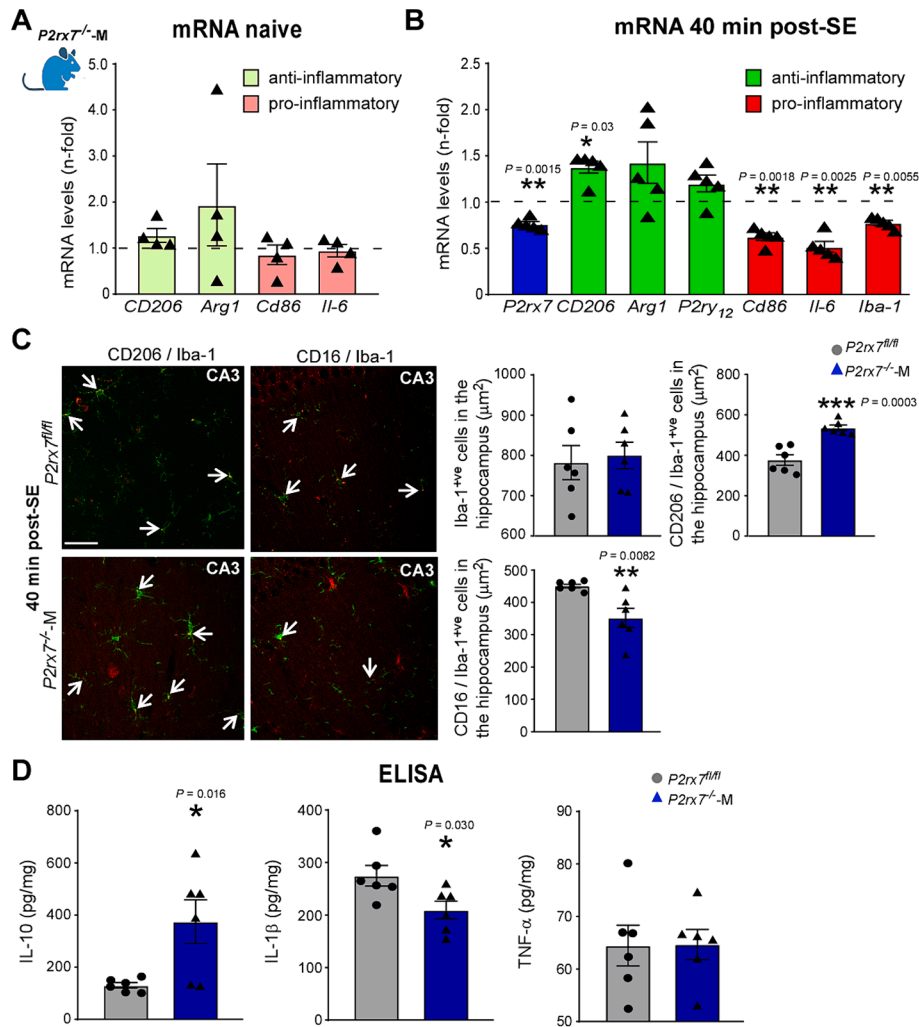 A
P2rx7-/--M
mRNA naive
mRNA levels (n-fold)
5.0
4.0
3.0
2.0
1.0
0
anti-inflammatory
pro-inflammatory
CD206 Arg1 Cd86 Il-6
B
mRNA 40 min post-SE
mRNA levels (n-fold)
2.5
2.0
1.5
1.0
0.5
0
anti-inflammatory
pro-inflammatory
P = 0.0015
**
P = 0.03
*
P = 0.0018
**
P = 0.0025
**
P = 0.0055
**
P2rx7 CD206 Arg1 P2ry12 Cd86 Il-6 Iba-1
C
CD206 / Iba-1
CD16 / Iba-1
40 min post-SE
P2rx7fl/fl
CA3
CA3
P2rx7-/--M
CA3
CA3
Iba-1+ve cells in the
hippocampus (μm2)
1000
900
800
700
600
P2rx7fl/fl
P2rx7-/--M
CD206 / Iba-1+ve cells in
the hippocampus (μm2)
800
600
400
200
0
***
P = 0.0003
CD16 / Iba-1+ve cells in
the hippocampus (μm2)
500
400
300
200
100
0
P = 0.0082
**
D
ELISA
P2rx7fl/fl
P2rx7-/--M
IL-10 (pg/mg)
800
600
400
200
0
P = 0.016
*
IL-1β (pg/mg)
400
300
200
100
0
P = 0.030
*
TNF-α (pg/mg)
90
80
70
60
50